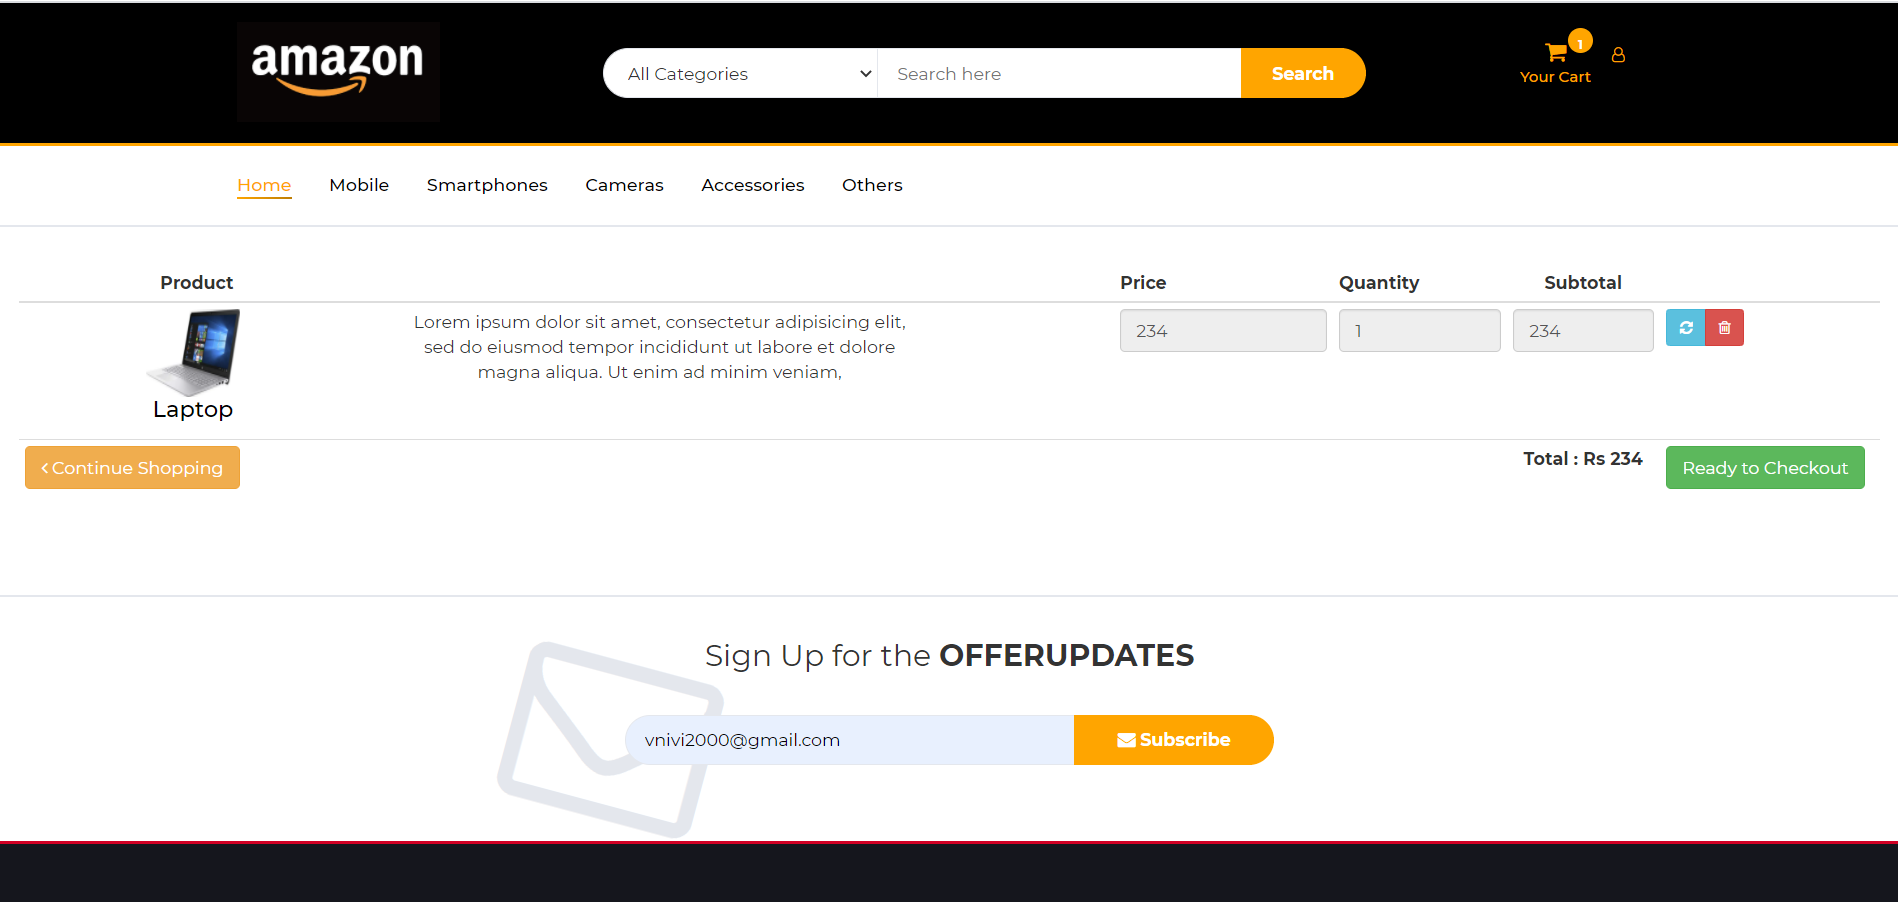 amazon
All Categories
Search here
Search
1
Your Cart
Home
Mobile
Smartphones
Cameras
Accessories
Others
Product
Price
Quantity
Subtotal
Lorem ipsum dolor sit amet, consectetur adipisicing elit,
sed do eiusmod tempor incididunt ut labore et dolore
magna aliqua. Ut enim ad minim veniam,
234
1
234
Laptop
Continue Shopping
Total : Rs 234
Ready to Checkout
Sign Up for the OFFERUPDATES
vnivi2000@gmail.com
Subscribe